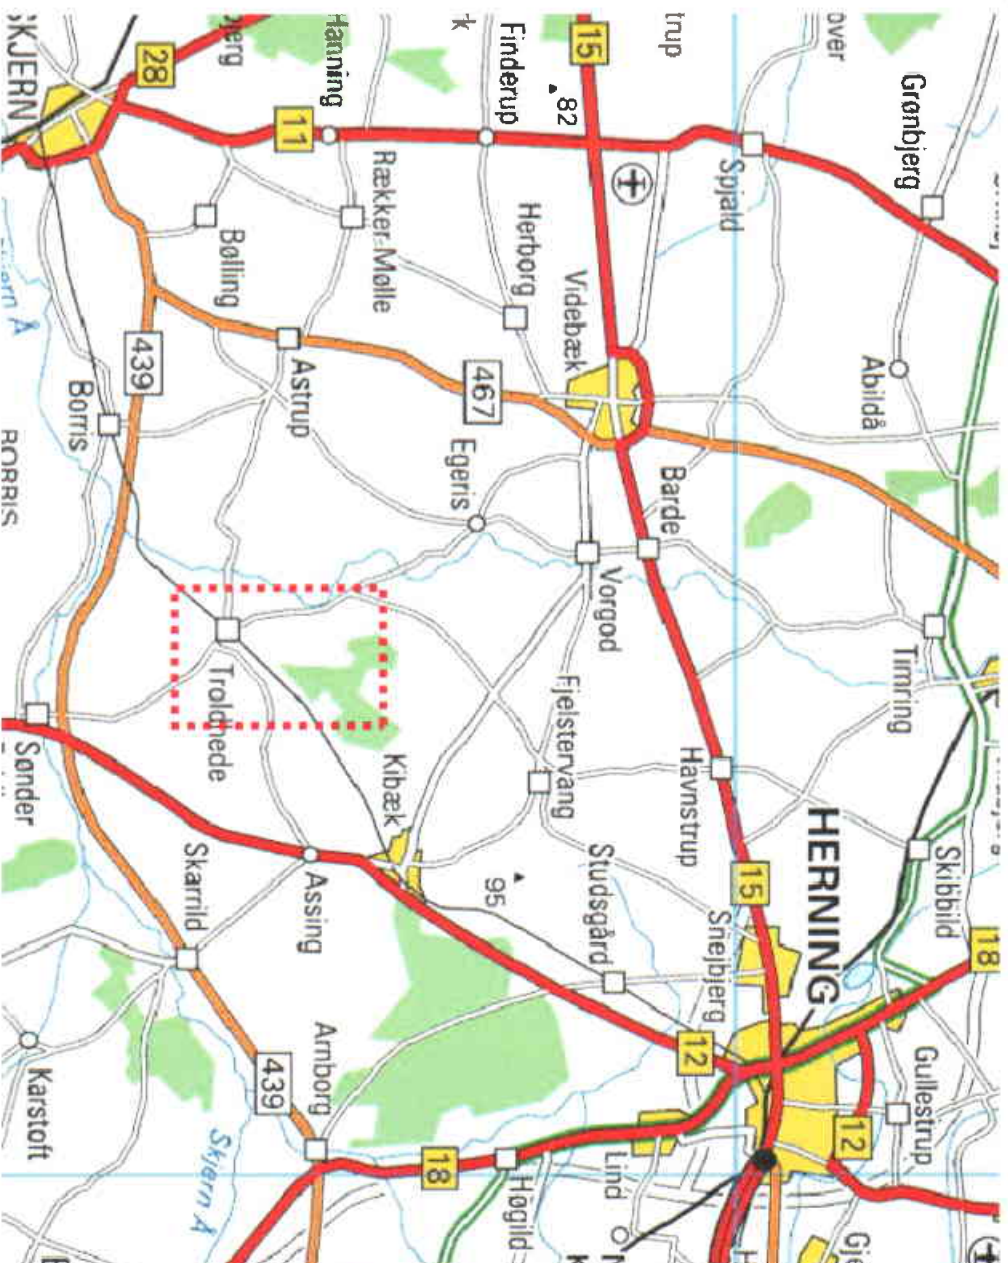 18
Skibbild
Grønbjerg
Gullestrup
Timring
Abildå
12
HERNING
15
Spjald
Snejbjerg
Havnstrup
12
Barde
trup
Lind
Vorgod
Studsgård
15
Videbæk
82
Fjelstervang
Herborg
Høgild
Finderup
95
467
Egeris
18
Kibæk
Rækker-Mølle
Hanning
Arnborg
Assing
Astrup
11
439
Bølling
Troldhede
Skjern Å
Skarrild
28
439
Borris
Karstoft
Sønder
SKJERN